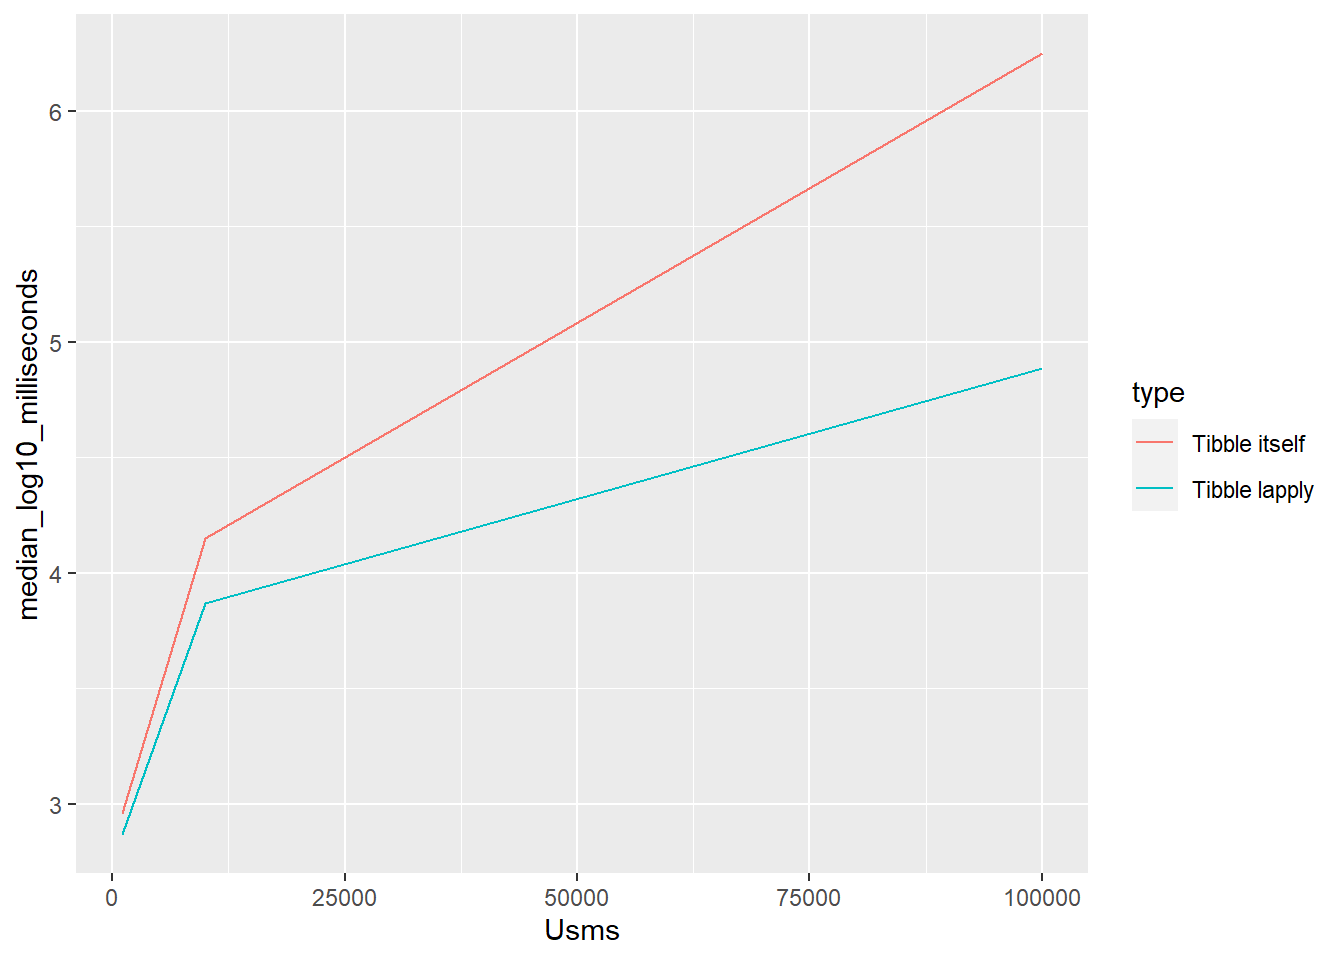 median_log10_milliseconds
6
5
4
3
0 25000 50000 75000 100000
Usms
type
Tibble itself
Tibble lapply